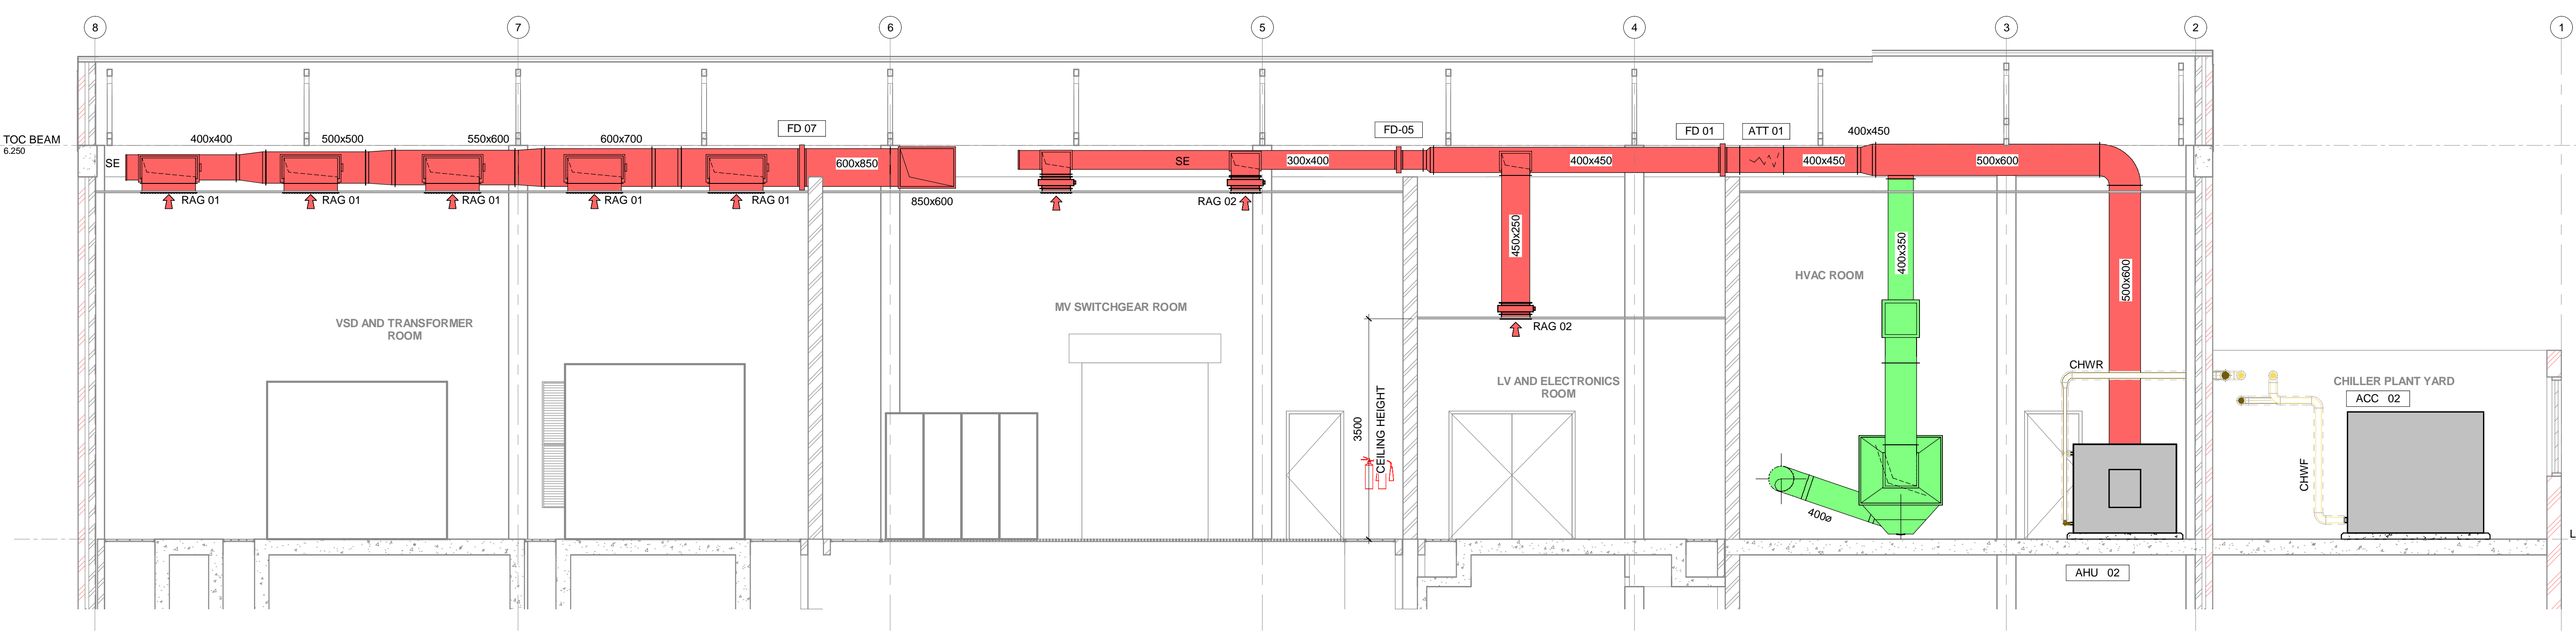 8
7
6
5
4
3
2
1
TOC BEAM
6.250
SE
400x400
500x500
550x600
600x700
FD 07
600x850
850x600
RAG 01
RAG 01
RAG 01
RAG 01
RAG 01
SE
RAG 02
300x400
FD-05
400x450
FD 01
ATT 01
400x450
400x450
500x600
450x250
RAG 02
400x350
500x600
HVAC ROOM
VSD AND TRANSFORMER
ROOM
MV SWITCHGEAR ROOM
LV AND ELECTRONICS
ROOM
3500
CEILING HEIGHT
400ø
CHWR
CHWF
CHILLER PLANT YARD
ACC 02
AHU 02
L